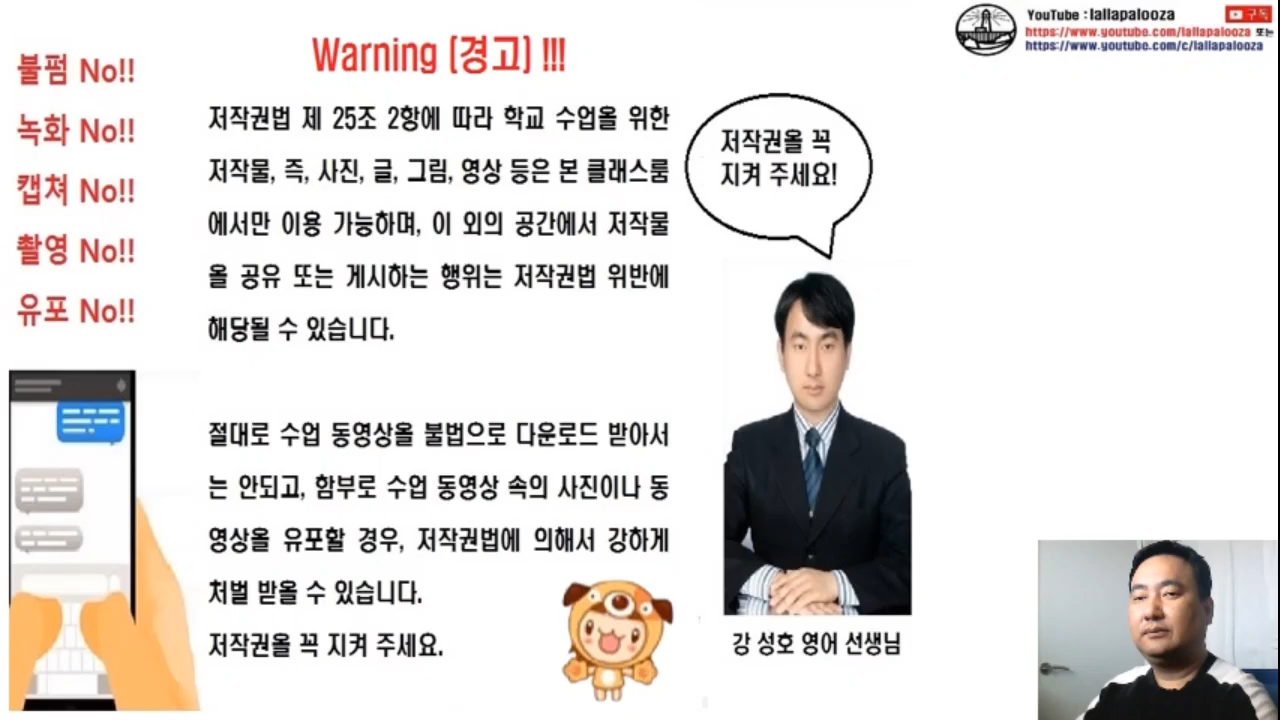 YouTube : lallapalooza
구독
https://www.youtube.com/lallapalooza 또는
https://www.youtube.com/c/lallapalooza
Warning (경고) !!!
불펌 No!!
녹화 No!!
캡쳐 No!!
촬영 No!!
유포 No!!
저작권법 제 25조 2항에 따라 학교 수업을 위한
저작물, 즉, 사진, 글, 그림, 영상 등은 본 클래스룸
에서만 이용 가능하며, 이 외의 공간에서 저작물
을 공유 또는 게시하는 행위는 저작권법 위반에
해당될 수 있습니다.
절대로 수업 동영상을 불법으로 다운로드 받아서
는 안되고, 함부로 수업 동영상 속의 사진이나 동
영상을 유포할 경우, 저작권법에 의해서 강하게
처벌 받을 수 있습니다.
저작권을 꼭 지켜 주세요.
저작권을 꼭
지켜 주세요!
강 성호 영어 선생님